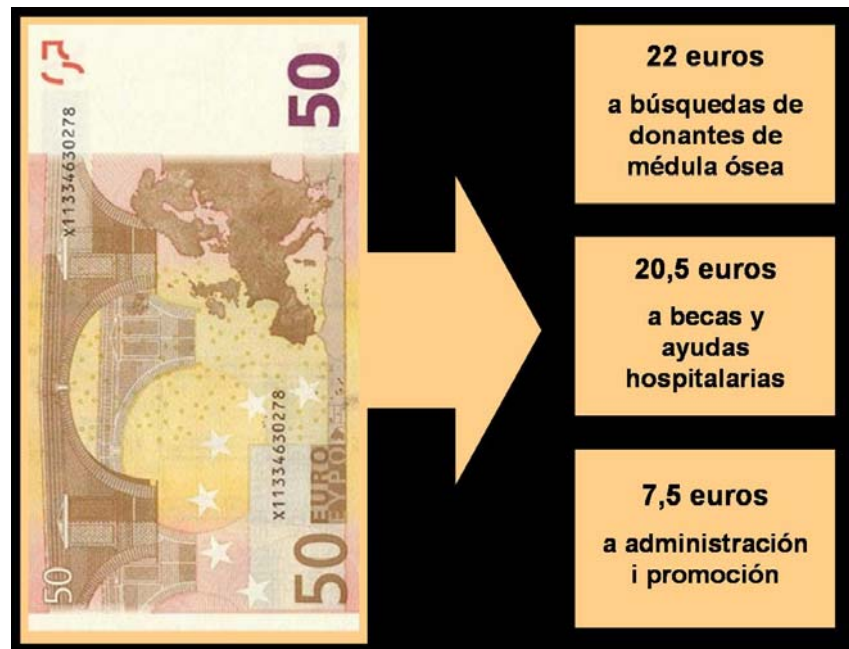 50
X11334630278
X11334630278
50 EURO
ΕΥΡΩ
50
22 euros
a búsquedas de
donantes de
médula ósea
20,5 euros
a becas y
ayudas
hospitalarias
7,5 euros
a administración
i promoción